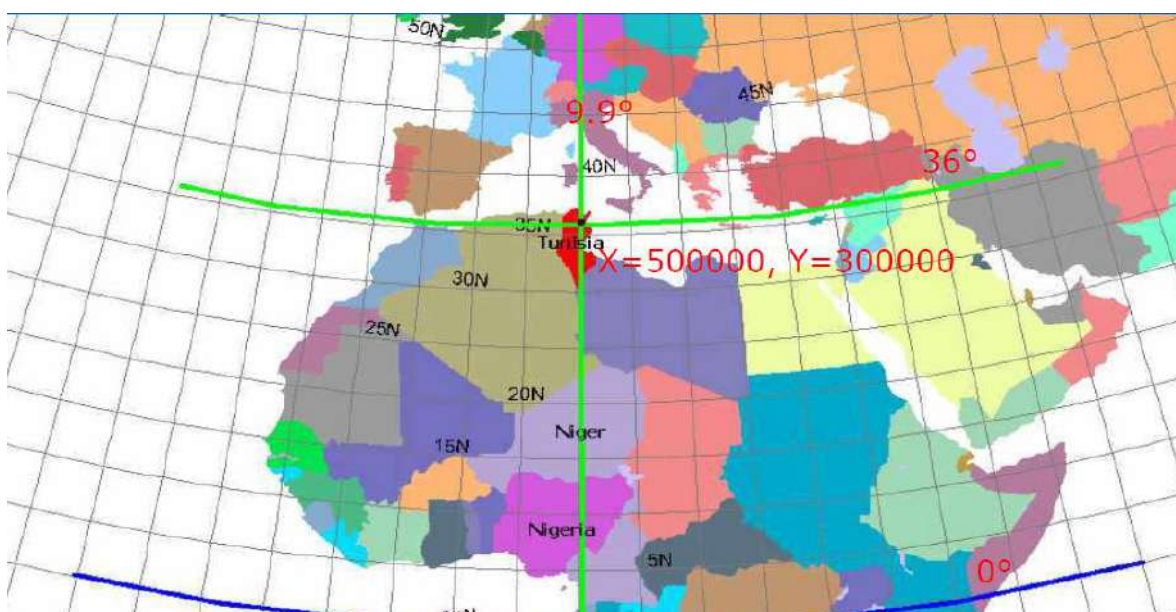 50N
45N
9.9°
40N
36°
35N
Tunisia
X=500000, Y=300000
30N
25N
20N
Niger
15N
Nigeria
5N
0°